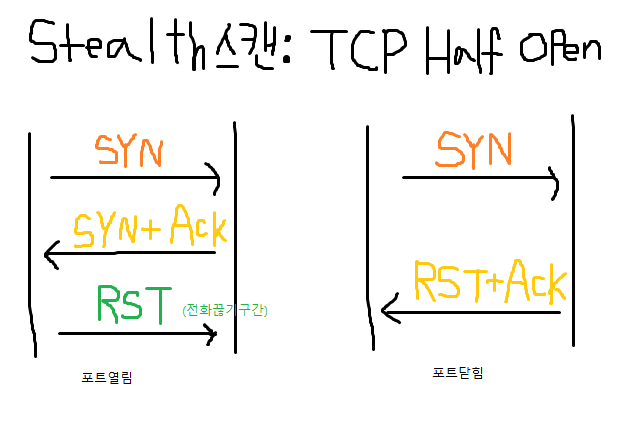 Stealth스캔: TCP Half Open
SYN
SYN+Ack
RST (전화끊기구간)
포트열림
SYN
RST+Ack
포트닫힘